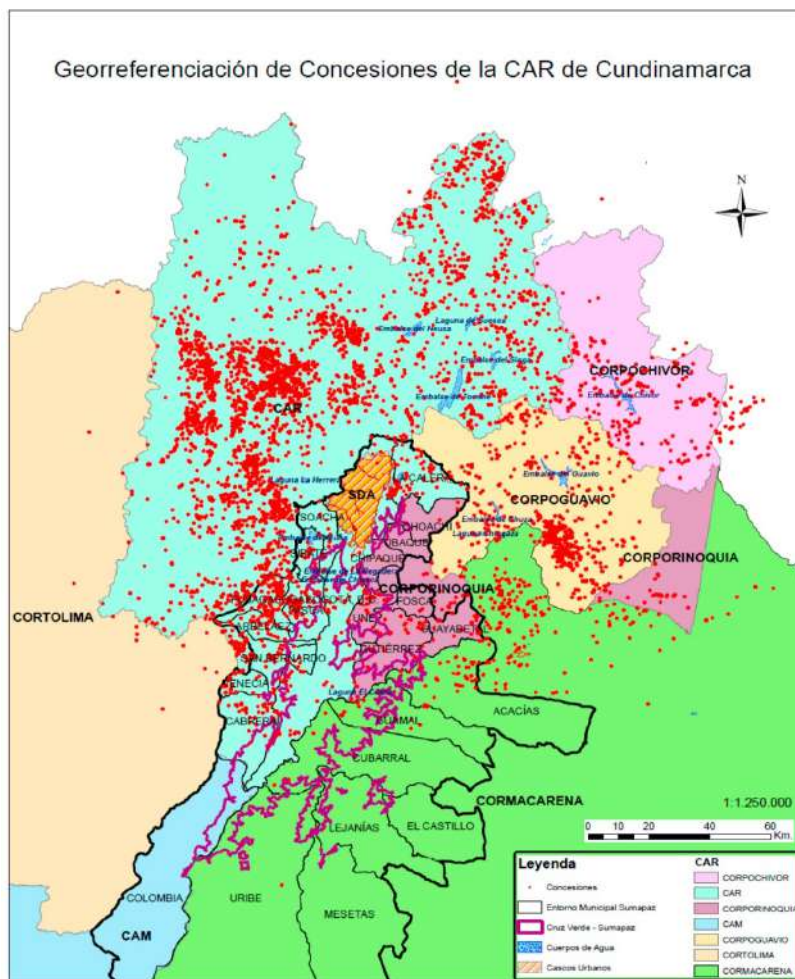 Georreferenciación de Concesiones de la CAR de Cundinamarca
N
Laguna de Suesca
Embalse del Neusa
Embalse del Sisga
CORPOCHIVOR
Embalse de Tominé
Embalse de Chivor
CAR
Laguna La Herrera
LA CALERA
SDA
Embalse del Guavio
CORPOGUAVIO
SOACHA
CHOACHÍ
Embalse de Chuza
Laguna Chingaza
UBAQUE
SIBATÉ
CHIPAQUE
CORPORINOQUIA
CORPORINOQUIA
CORTOLIMA
FOSCA
PASCA
UNE
ARBELÁEZ
GUAYABETAL
GUTIÉRREZ
SAN BERNARDO
VENECIA
CABRERA
GUAMAL
ACACÍAS
CUBARRAL
CORMACARENA
1:1.250.000
LEJANÍAS
EL CASTILLO
0 10 20 40 60
Km.
COLOMBIA
URIBE
CAM
MESETAS
Leyenda
Concesiones
Entorno Municipal Sumapaz
Cruz Verde - Sumapaz
Cuerpos de Agua
Cascos Urbanos
CAR
CORPOCHIVOR
CAR
CORPORINOQUIA
CAM
CORPOGUAVIO
CORTOLIMA
CORMACARENA